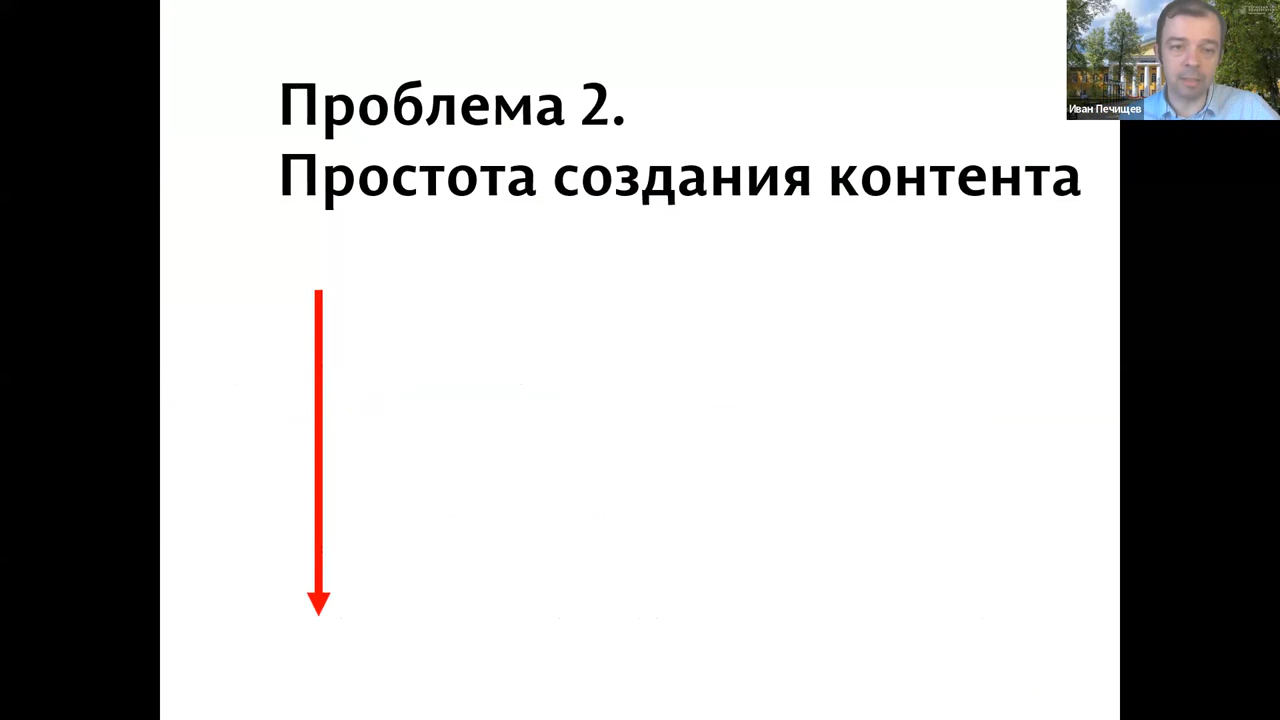 Проблема 2.
Простота создания контента
Иван Печищев